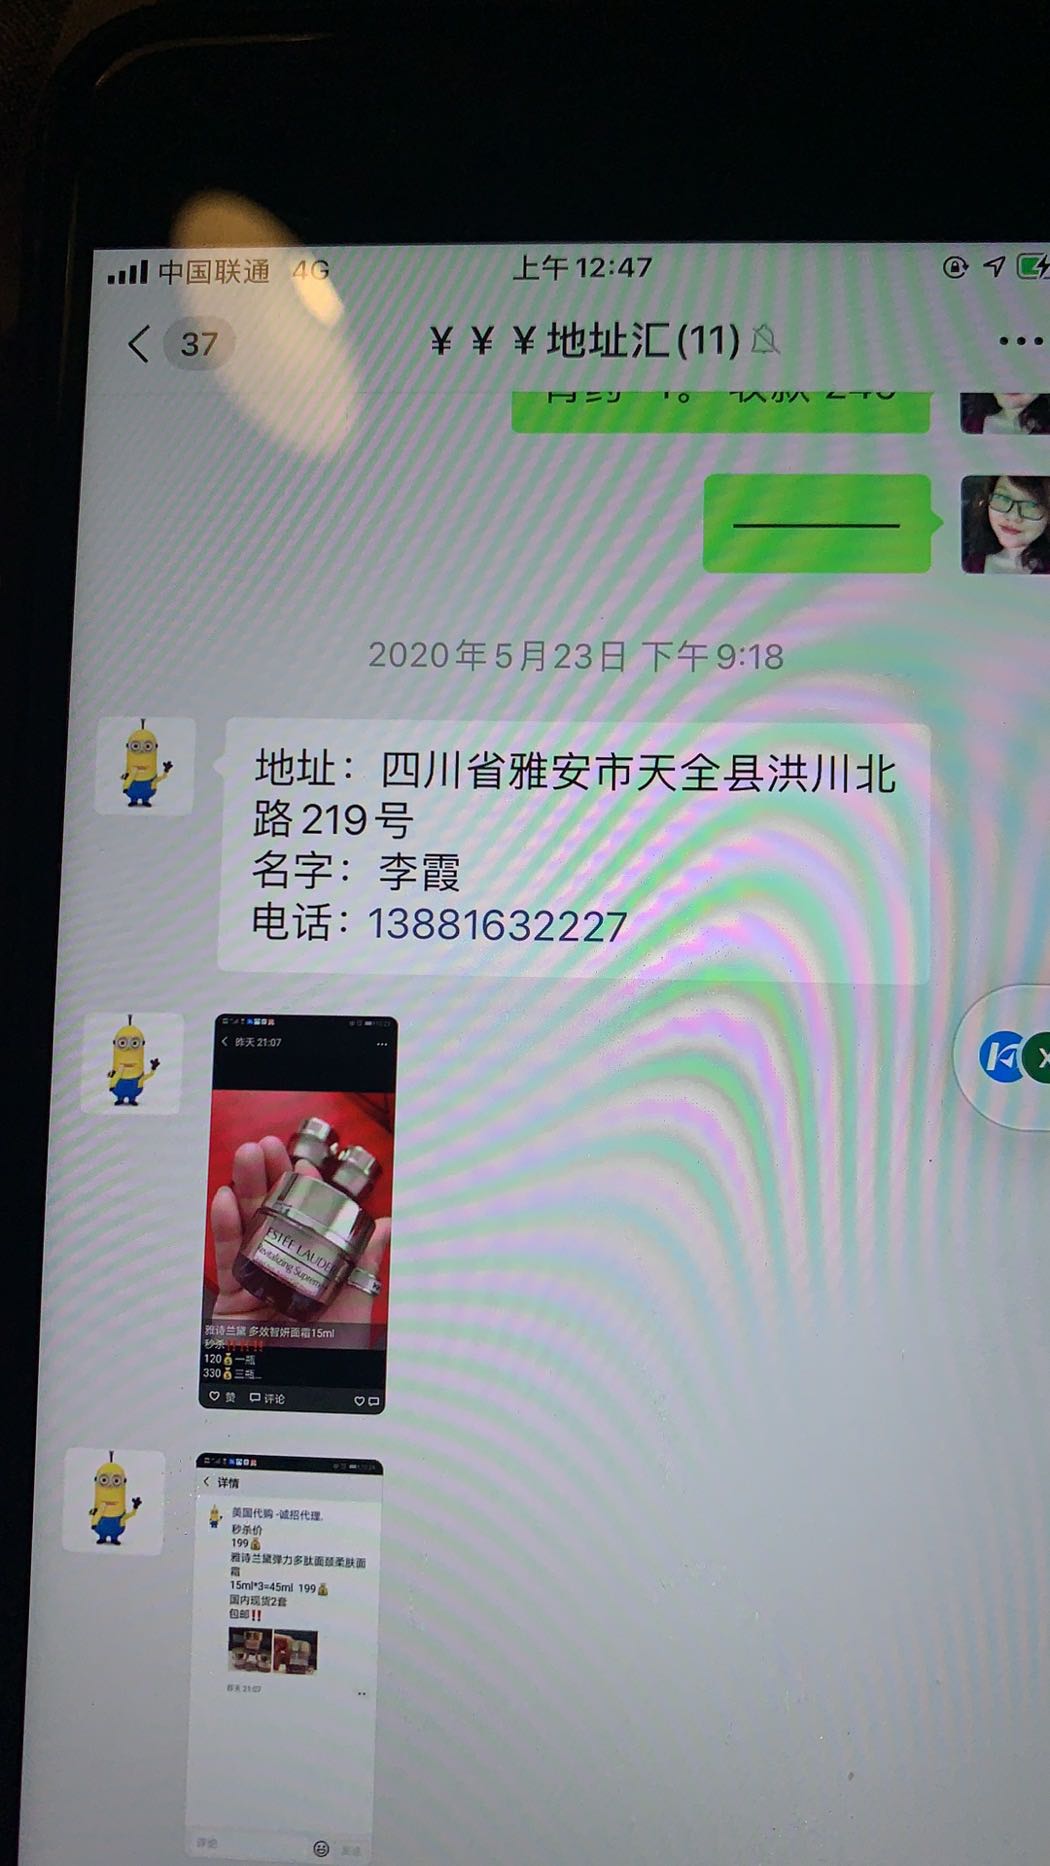 中国联通 4G
上午12:47
37
¥ ¥ ¥地址汇(11)
2020年5月23日 下午9:18
地址：四川省雅安市天全县洪川北
路219号
名字：李霞
电话：13881632227
昨天 21:07
ESTĒE LAUDER
Revitalizing Supreme
雅诗兰黛 多效智妍面霜15ml
秒杀‼️‼️‼️
120💰一瓶
330💰三瓶
赞 评论
详情
美国代购 -诚招代理。
秒杀价
199💰
雅诗兰黛弹力多肽面颈柔肤面
霜
15ml*3=45ml 199💰
国内现货2套
包邮‼️
昨天 21:07
评论
发送